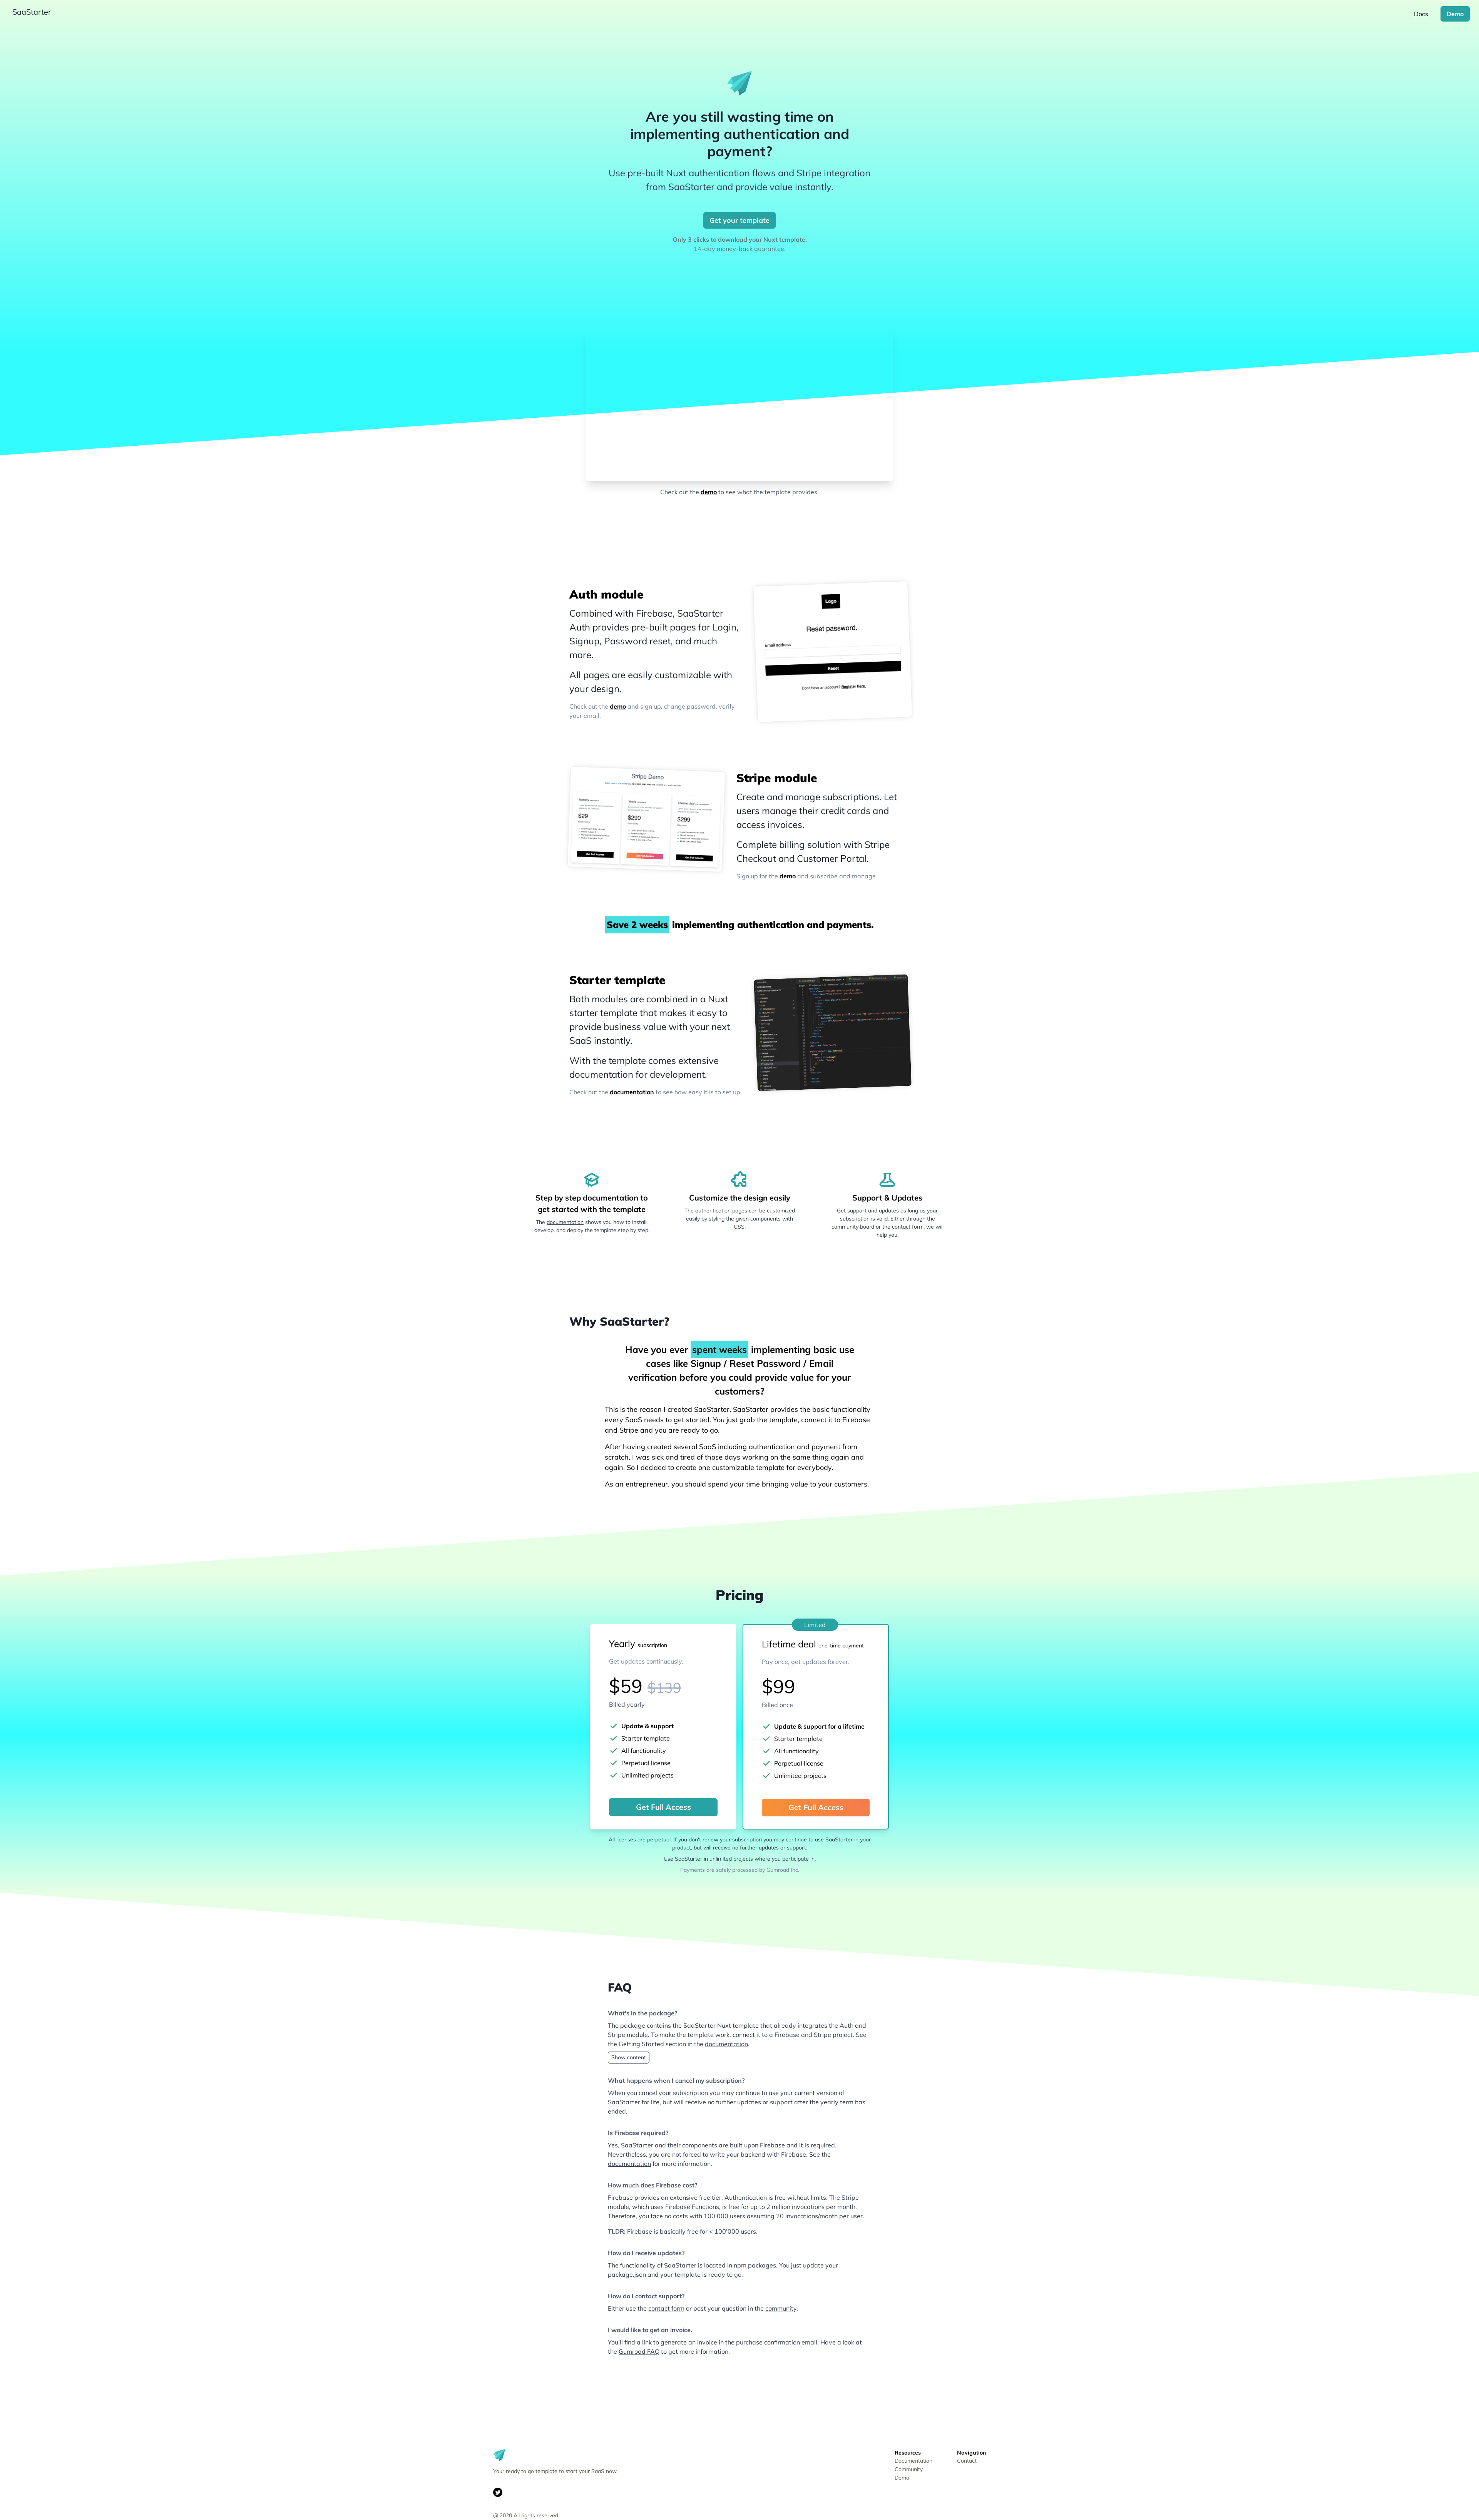 SaaStarter
Docs
Demo
Are you still wasting time on
implementing authentication and
payment?
Use pre-built Nuxt authentication flows and Stripe integration
from SaaStarter and provide value instantly.
Get your template
Only 3 clicks to download your Nuxt template.
14-day money-back guarantee.
Check out the demo to see what the template provides.
Auth module
Combined with Firebase, SaaStarter
Auth provides pre-built pages for Login,
Signup, Password reset, and much
more.
All pages are easily customizable with
your design.
Check out the demo and sign up, change password, verify
your email.
Logo
Reset password.
Email address
Reset
Don't have an account? Register here.
Stripe Demo
Monthly
$29
Get Full Access
Yearly
$290
Get Full Access
Lifetime deal
$299
Get Full Access
Stripe module
Create and manage subscriptions. Let
users manage their credit cards and
access invoices.
Complete billing solution with Stripe
Checkout and Customer Portal.
Sign up for the demo and subscribe and manage.
Save 2 weeks implementing authentication and payments.
Starter template
Both modules are combined in a Nuxt
starter template that makes it easy to
provide business value with your next
SaaS instantly.
With the template comes extensive
documentation for development.
Check out the documentation to see how easy it is to set up.
Step by step documentation to
get started with the template
The documentation shows you how to install,
develop, and deploy the template step by step.
Customize the design easily
The authentication pages can be customized
easily by styling the given components with
CSS.
Support & Updates
Get support and updates as long as your
subscription is valid. Either through the
community board or the contact form, we will
help you.
Why SaaStarter?
Have you ever spent weeks implementing basic use
cases like Signup / Reset Password / Email
verification before you could provide value for your
customers?
This is the reason I created SaaStarter. SaaStarter provides the basic functionality
every SaaS needs to get started. You just grab the template, connect it to Firebase
and Stripe and you are ready to go.
After having created several SaaS including authentication and payment from
scratch, I was sick and tired of those days working on the same thing again and
again. So I decided to create one customizable template for everybody.
As an entrepreneur, you should spend your time bringing value to your customers.
Pricing
Yearly subscription
Get updates continuously.
$59 $139
Billed yearly
Update & support
Starter template
All functionality
Perpetual license
Unlimited projects
Get Full Access
Limited
Lifetime deal one-time payment
Pay once, get updates forever.
$99
Billed once
Update & support for a lifetime
Starter template
All functionality
Perpetual license
Unlimited projects
Get Full Access
All licenses are perpetual. If you don't renew your subscription you may continue to use SaaStarter in your
product, but will receive no further updates or support.
Use SaaStarter in unlimited projects where you participate in.
Payments are safely processed by Gumroad Inc.
FAQ
What's in the package?
The package contains the SaaStarter Nuxt template that already integrates the Auth and
Stripe module. To make the template work, connect it to a Firebase and Stripe project. See
the Getting Started section in the documentation.
Show content
What happens when I cancel my subscription?
When you cancel your subscription you may continue to use your current version of
SaaStarter for life, but will receive no further updates or support after the yearly term has
ended.
Is Firebase required?
Yes, SaaStarter and their components are built upon Firebase and it is required.
Nevertheless, you are not forced to write your backend with Firebase. See the
documentation for more information.
How much does Firebase cost?
Firebase provides an extensive free tier. Authentication is free without limits. The Stripe
module, which uses Firebase Functions, is free for up to 2 million invocations per month.
Therefore, you face no costs with 100'000 users assuming 20 invocations/month per user.
TLDR; Firebase is basically free for < 100'000 users.
How do I receive updates?
The functionality of SaaStarter is located in npm packages. You just update your
package.json and your template is ready to go.
How do I contact support?
Either use the contact form or post your question in the community.
I would like to get an invoice.
You'll find a link to generate an invoice in the purchase confirmation email. Have a look at
the Gumroad FAQ to get more information.
Your ready to go template to start your SaaS now.
@ 2020 All rights reserved.
Resources
Documentation
Community
Demo
Navigation
Contact